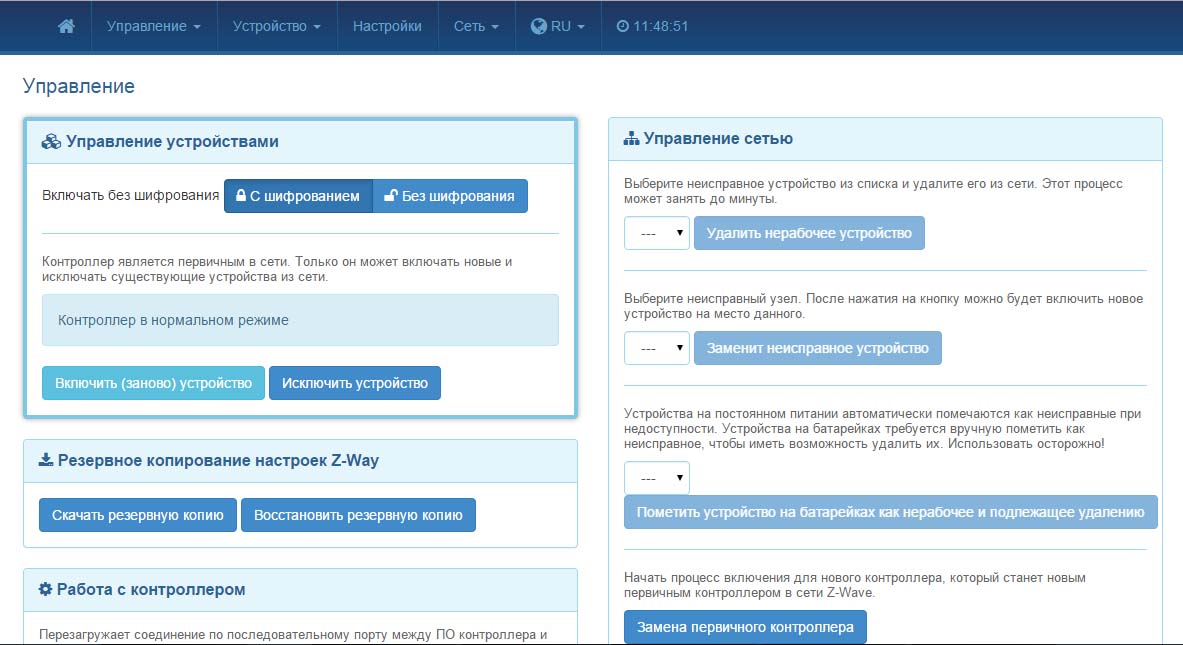 Управление
Устройство
Настройки
Сеть
RU
11:48:51
Управление
Управление устройствами
Включать без шифрования
С шифрованием
Без шифрования
Контроллер является первичным в сети. Только он может включать новые и
исключать существующие устройства из сети.
Контроллер в нормальном режиме
Включить (заново) устройство
Исключить устройство
Резервное копирование настроек Z-Way
Скачать резервную копию
Восстановить резервную копию
Работа с контроллером
Перезагружает соединение по последовательному порту между ПО контроллера и
Управление сетью
Выберите неисправное устройство из списка и удалите его из сети. Этот процесс
может занять до минуты.
---
Удалить нерабочее устройство
Выберите неисправный узел. После нажатия на кнопку можно будет включить новое
устройство на место данного.
---
Заменит неисправное устройство
Устройства на постоянном питании автоматически помечаются как неисправные при
недоступности. Устройства на батарейках требуется вручную пометить как
неисправное, чтобы иметь возможность удалить их. Использовать осторожно!
---
Пометить устройство на батарейках как нерабочее и подлежащее удалению
Начать процесс включения для нового контроллера, который станет новым
первичным контроллером в сети Z-Wave.
Замена первичного контроллера